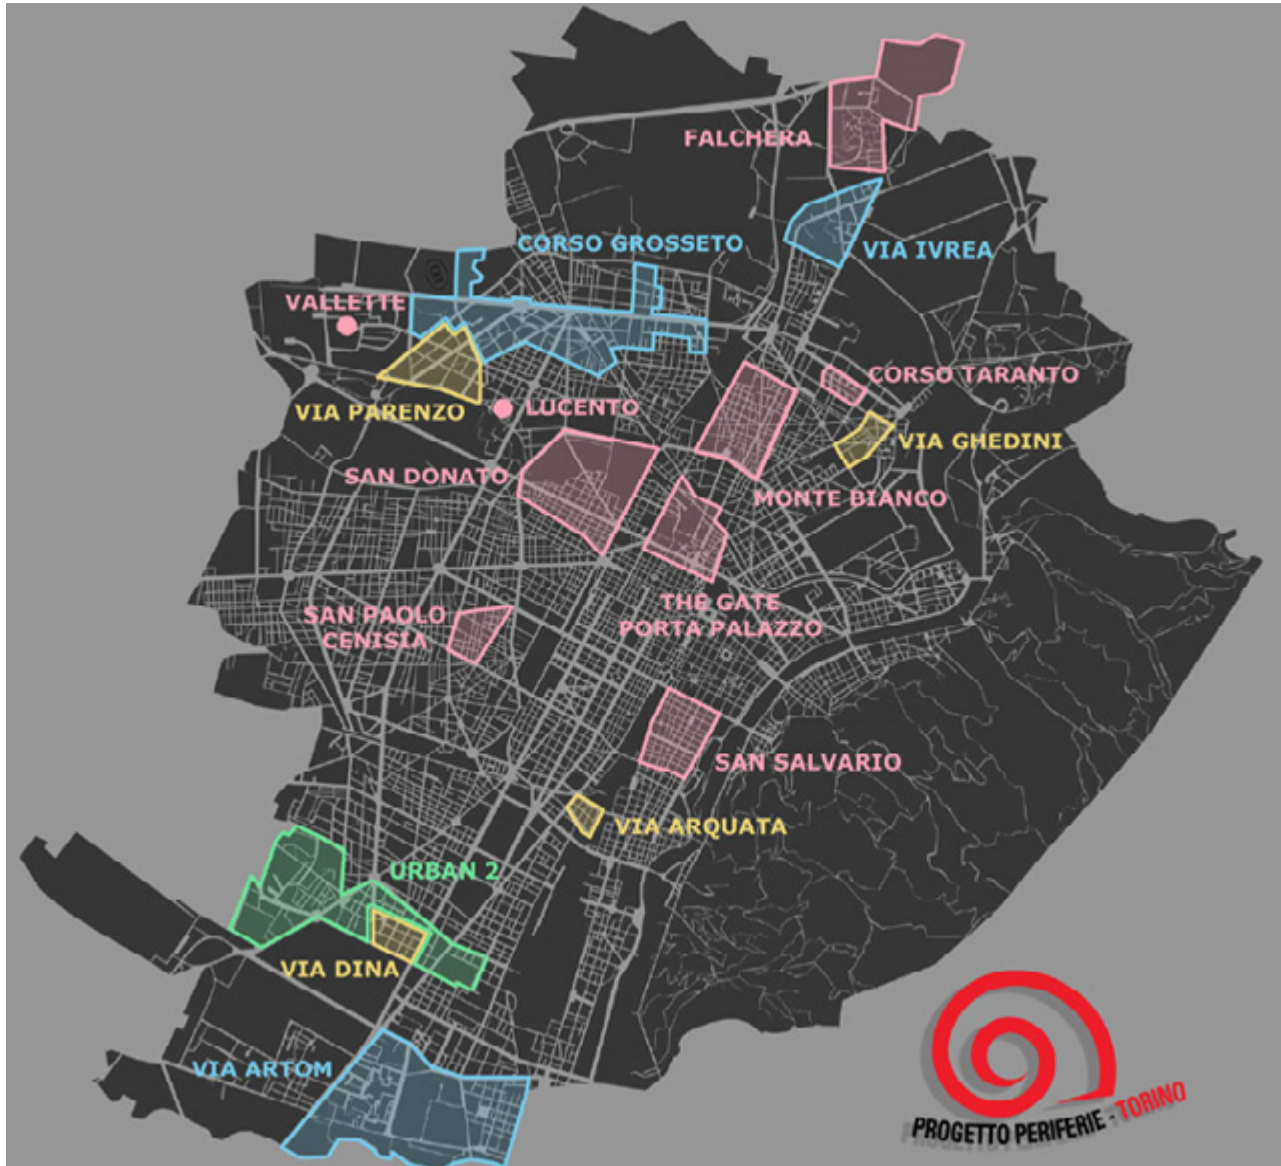 FALCHERA
CORSO GROSSETO
VIA IVREA
VALLETTE
CORSO TARANTO
VIA PARENZO
LUCENTO
VIA GHEDINI
SAN DONATO
MONTE BIANCO
THE GATE
PORTA PALAZZO
SAN PAOLO
CENISIA
SAN SALVARIO
VIA ARQUATA
URBAN 2
VIA DINA
VIA ARTOM
PROGETTO PERIFERIE - TORINO